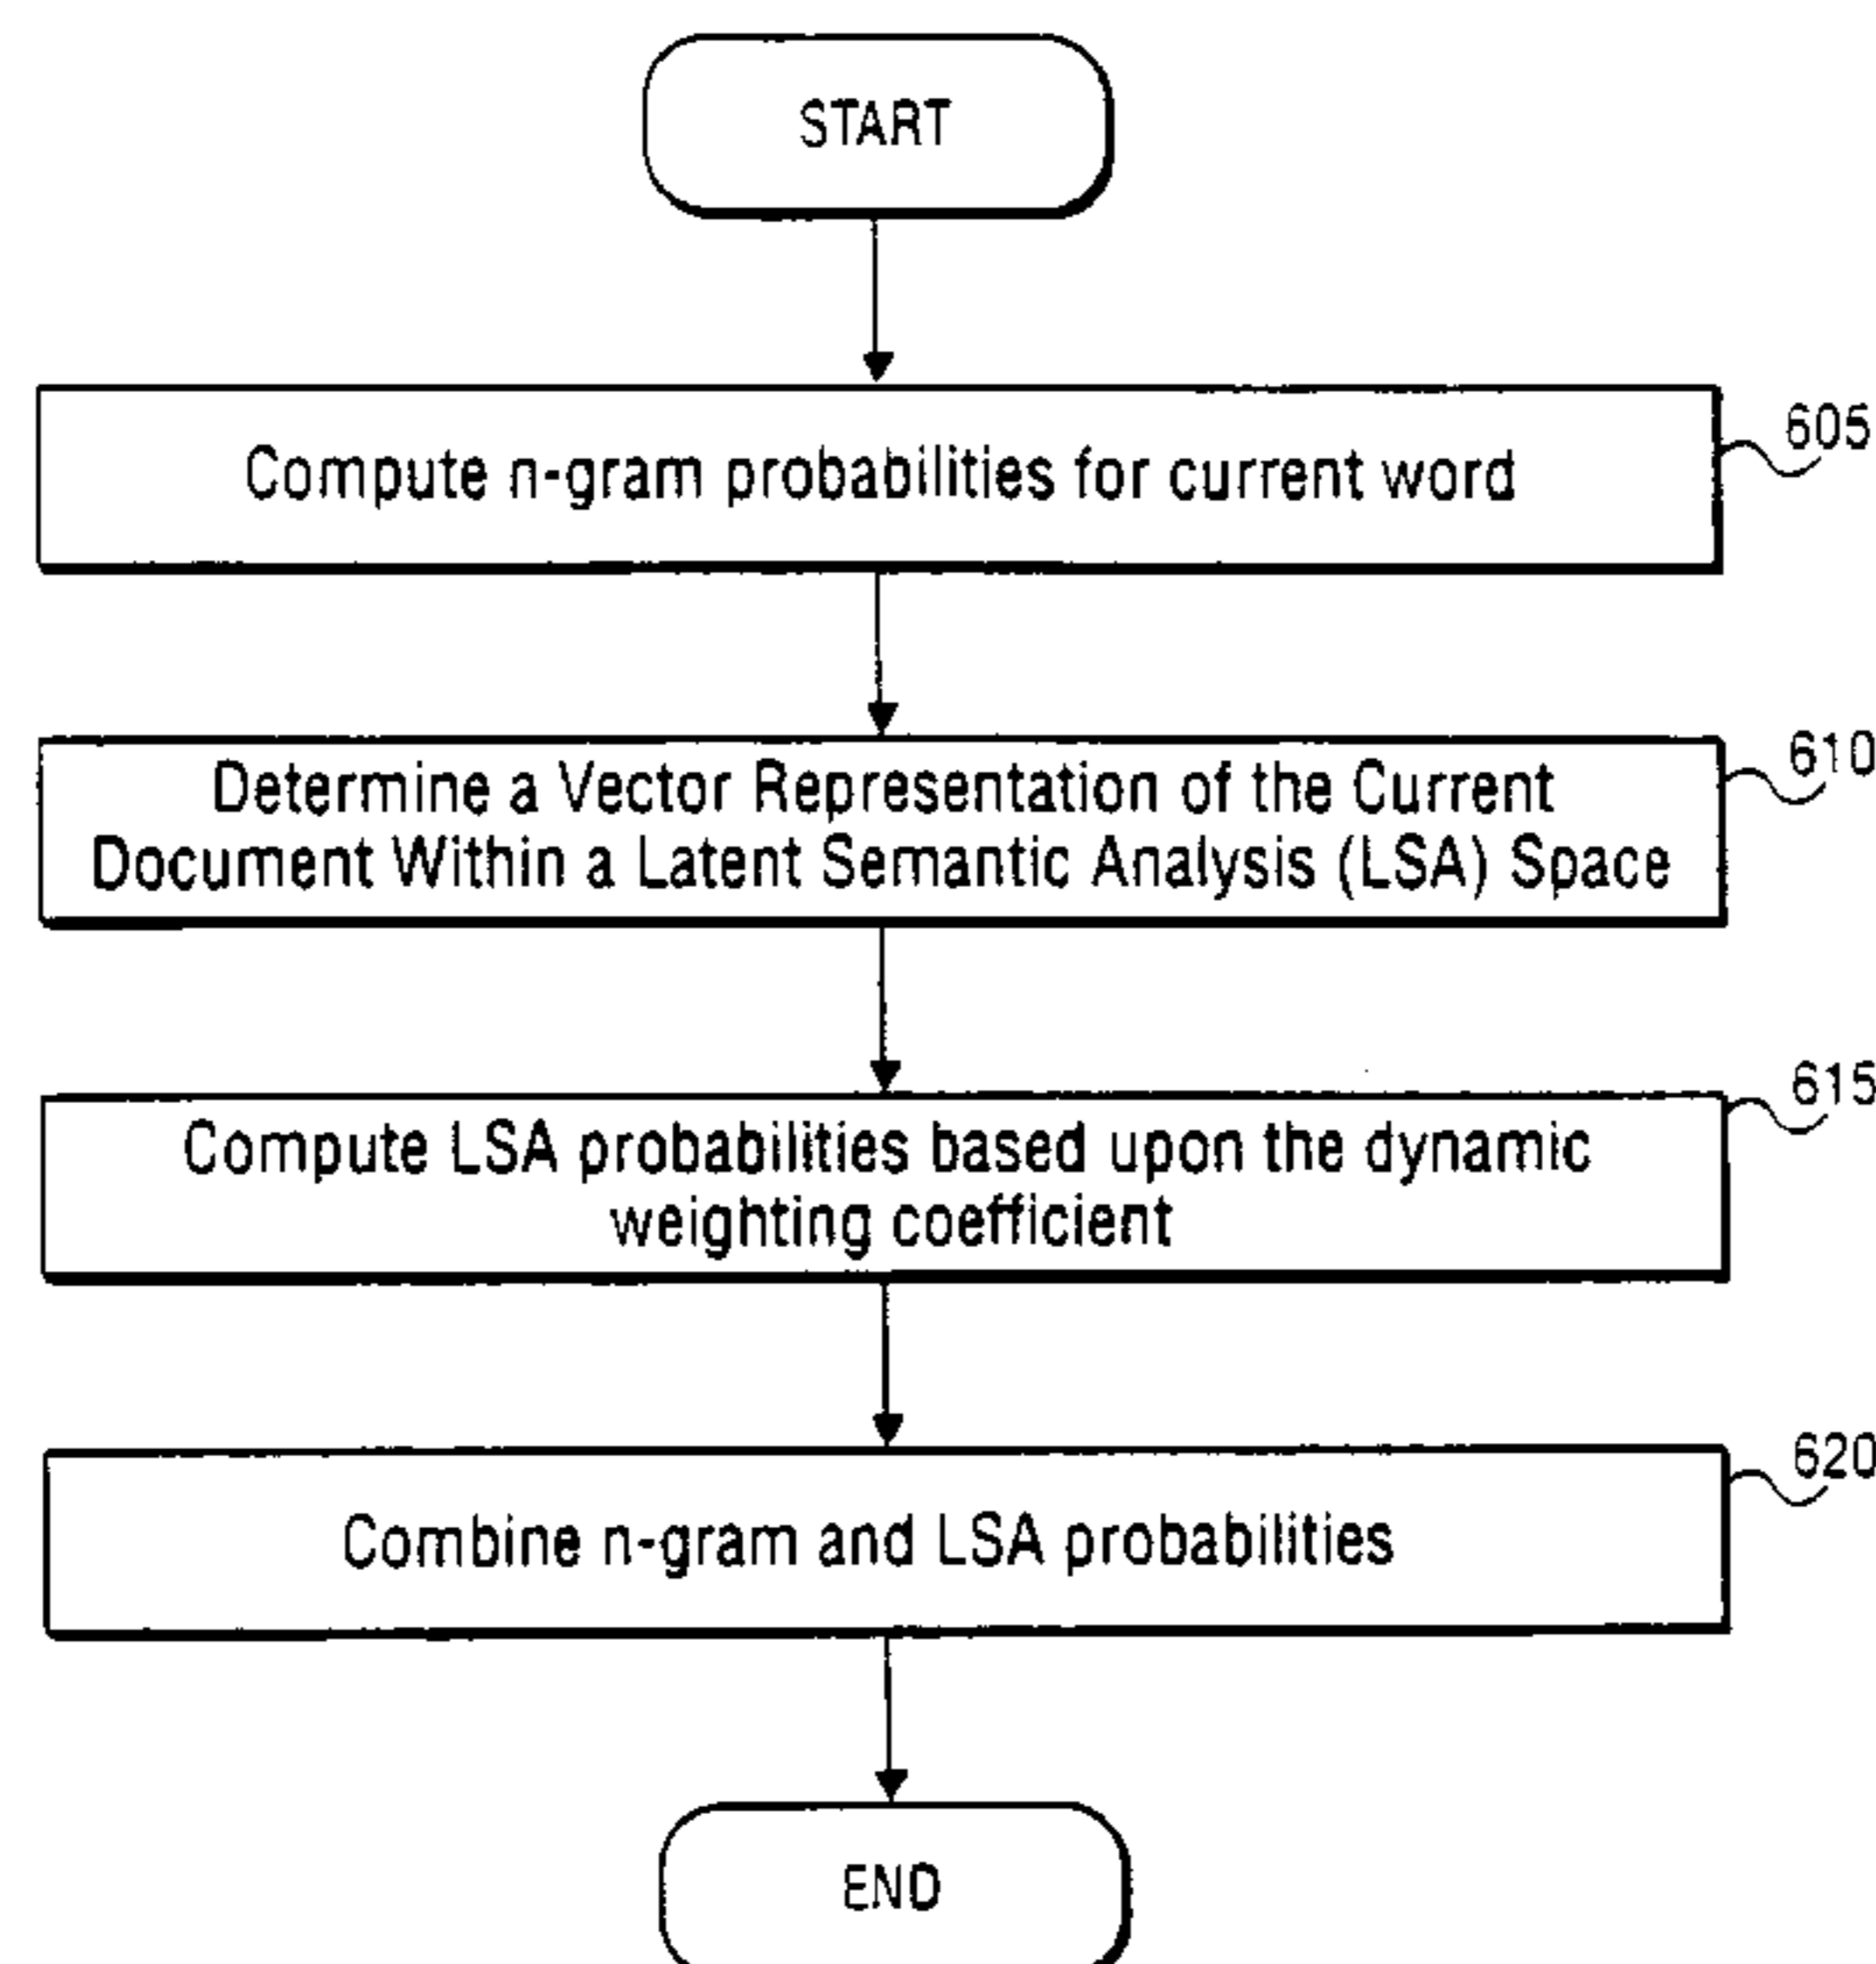 START
Compute n-gram probabilities for current word
605
Determine a Vector Representation of the Current
Document Within a Latent Semantic Analysis (LSA) Space
610
Compute LSA probabilities based upon the dynamic
weighting coefficient
615
Combine n-gram and LSA probabilities
620
END